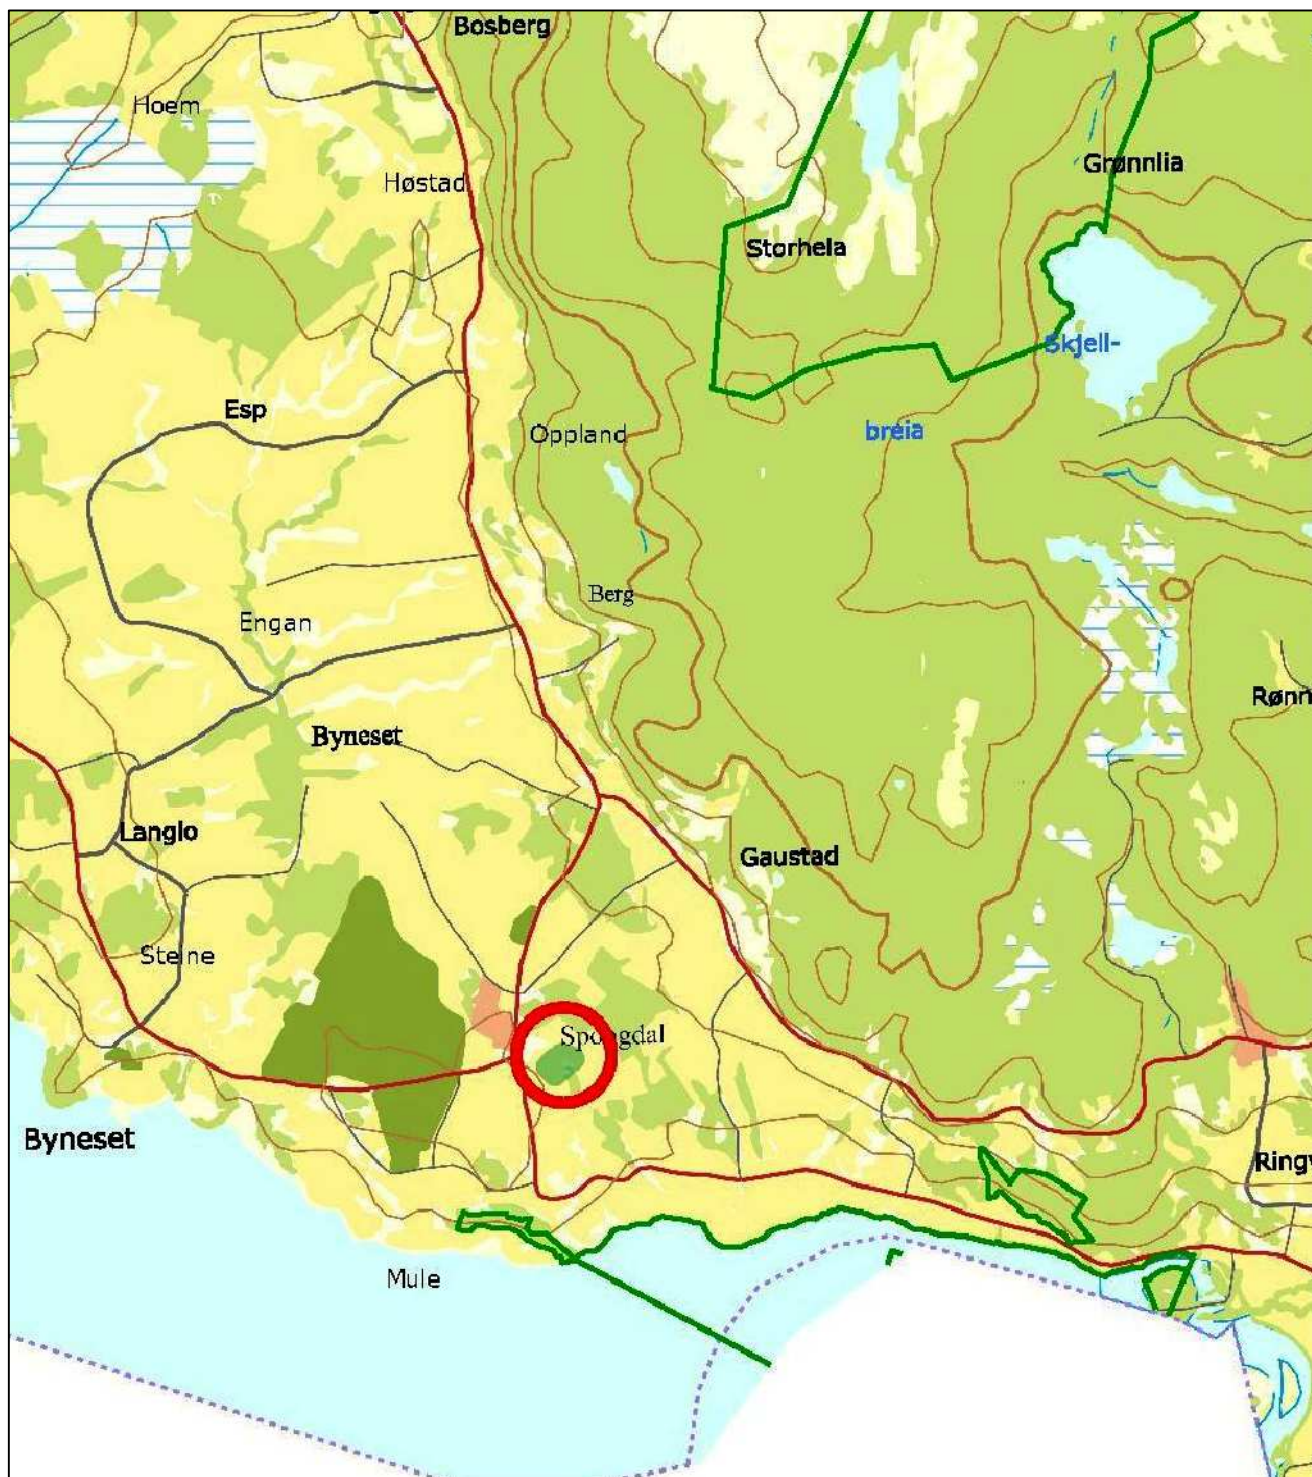 Bosberg
Hoem
Grønnlia
Høstad
Storhela
Skjell-
Esp
Oppland
breia
Berg
Engan
Rønn
Byneset
Langlo
Gaustad
Steine
Spongdal
Byneset
Ringv
Mule